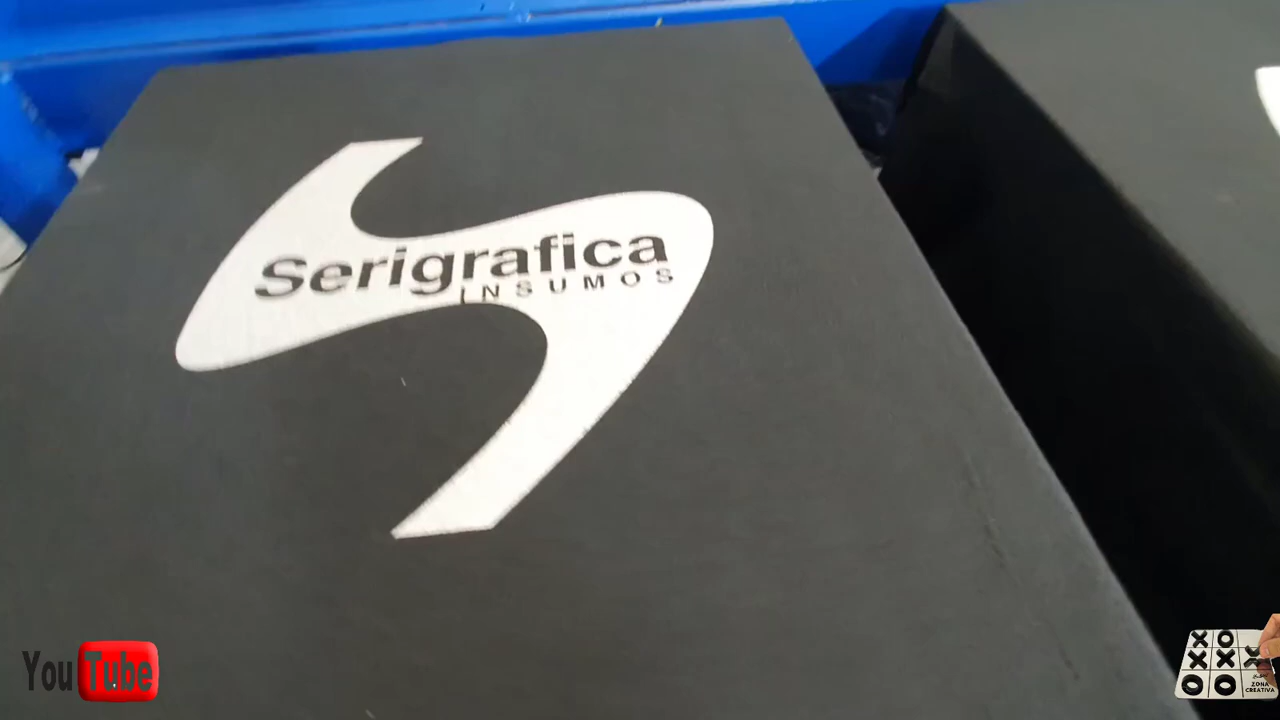 Serigrafica
INSUMOS
YouTube
X O
X X X
O O
ZONA
CREATIVA